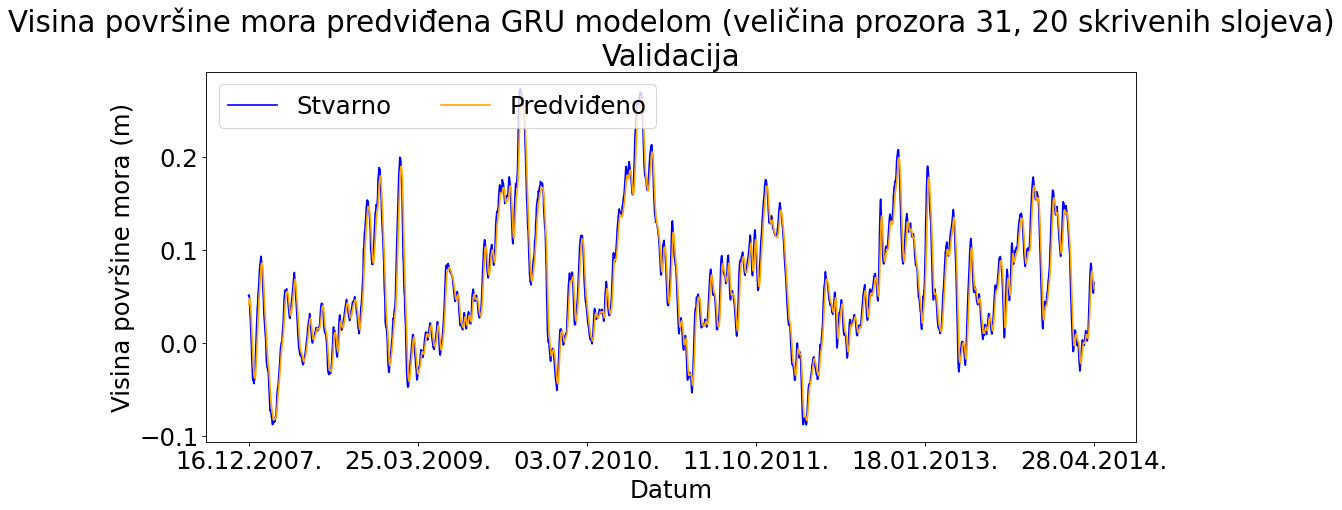 Visina površine mora predviđena GRU modelom (veličina prozora 31, 20 skrivenih slojeva)
Validacija
Stvarno Predviđeno
Visina površine mora (m)
0.2
0.1
0.0
−0.1
16.12.2007. 25.03.2009. 03.07.2010. 11.10.2011. 18.01.2013. 28.04.2014.
Datum